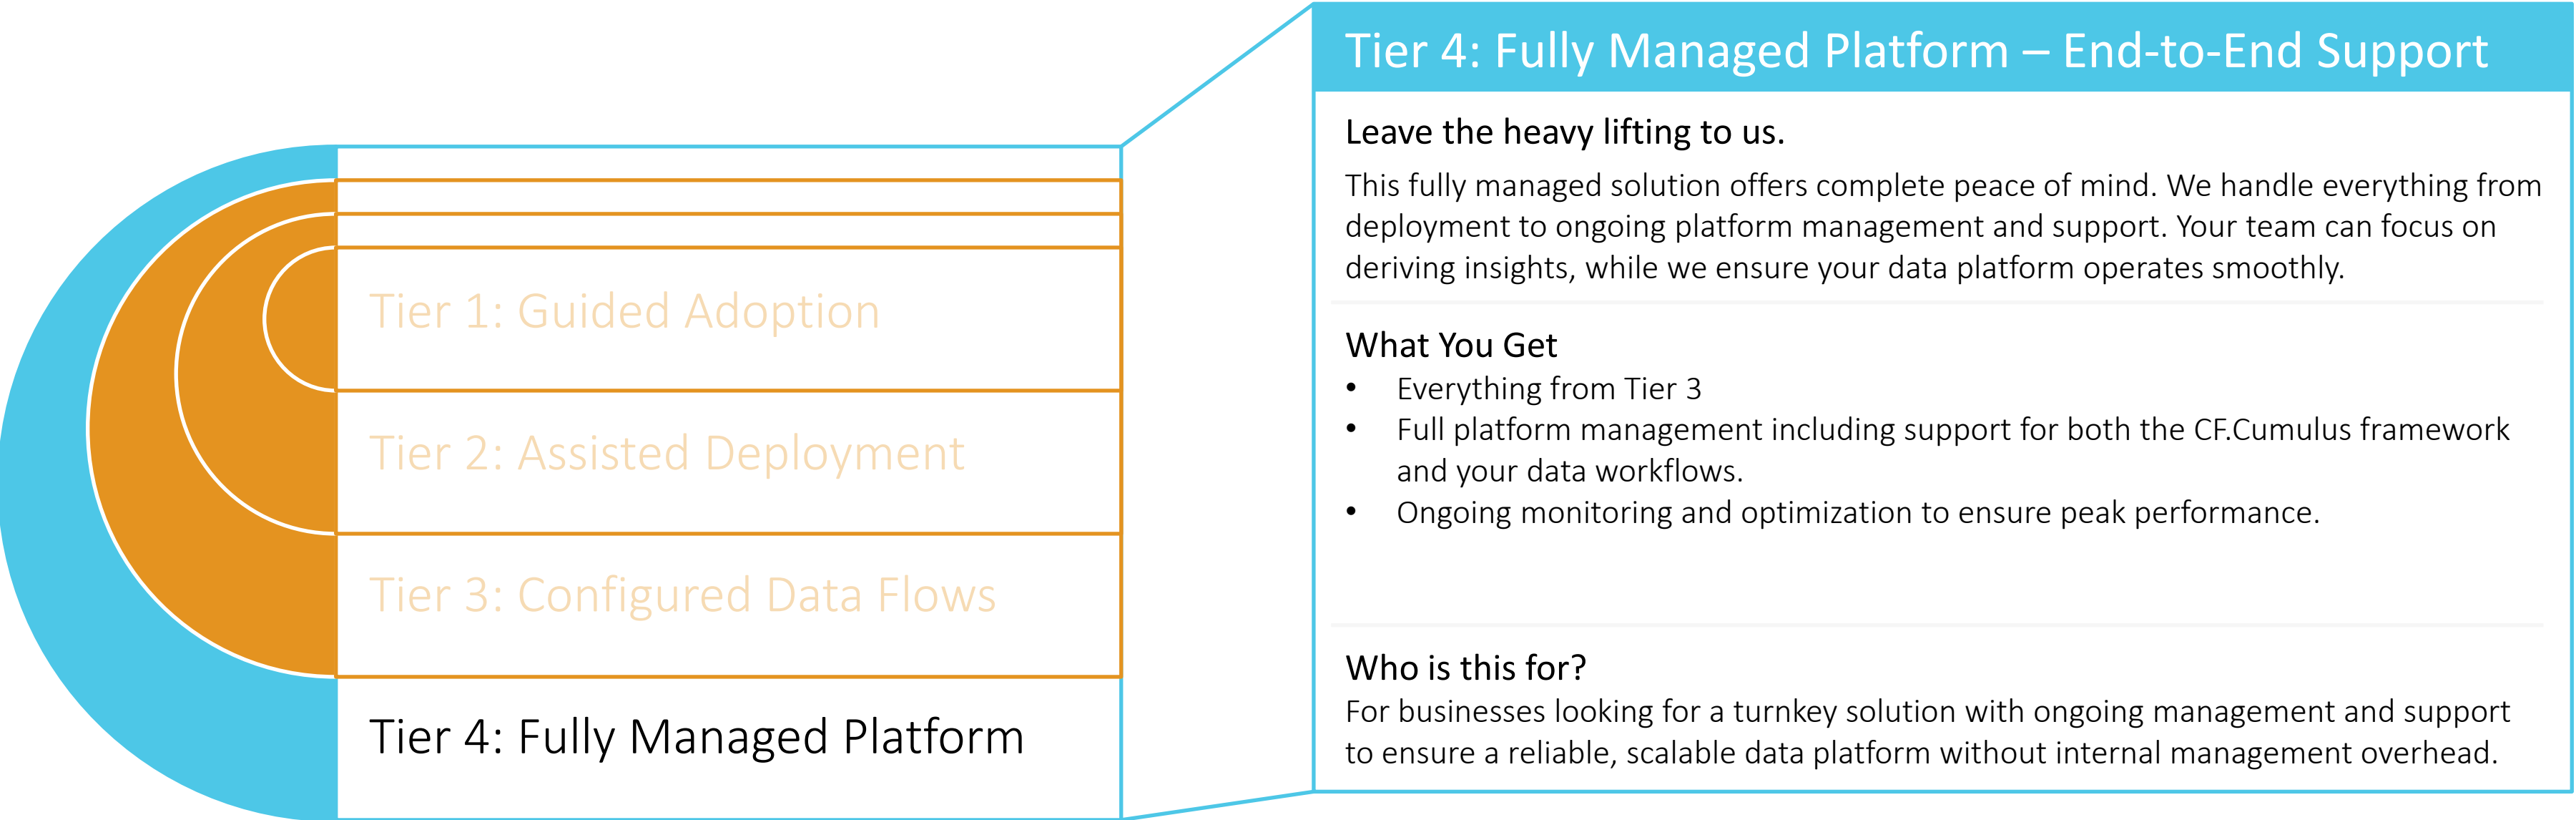 Tier 1: Guided Adoption
Tier 2: Assisted Deployment
Tier 3: Configured Data Flows
Tier 4: Fully Managed Platform
Tier 4: Fully Managed Platform – End-to-End Support
Leave the heavy lifting to us.
This fully managed solution offers complete peace of mind. We handle everything from
deployment to ongoing platform management and support. Your team can focus on
deriving insights, while we ensure your data platform operates smoothly.
What You Get
• Everything from Tier 3
• Full platform management including support for both the CF.Cumulus framework
and your data workflows.
• Ongoing monitoring and optimization to ensure peak performance.
Who is this for?
For businesses looking for a turnkey solution with ongoing management and support
to ensure a reliable, scalable data platform without internal management overhead.